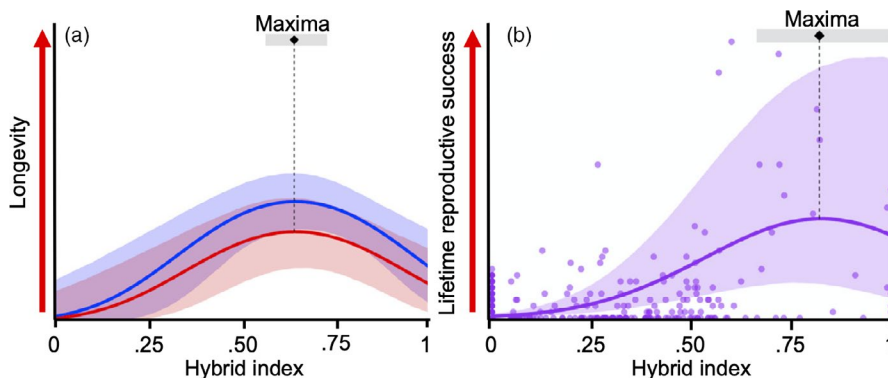 (a)
Maxima
Longevity
0
.25
.50
.75
1
Hybrid index
(b)
Maxima
Lifetime reproductive success
0
.25
.50
.75
Hybrid index